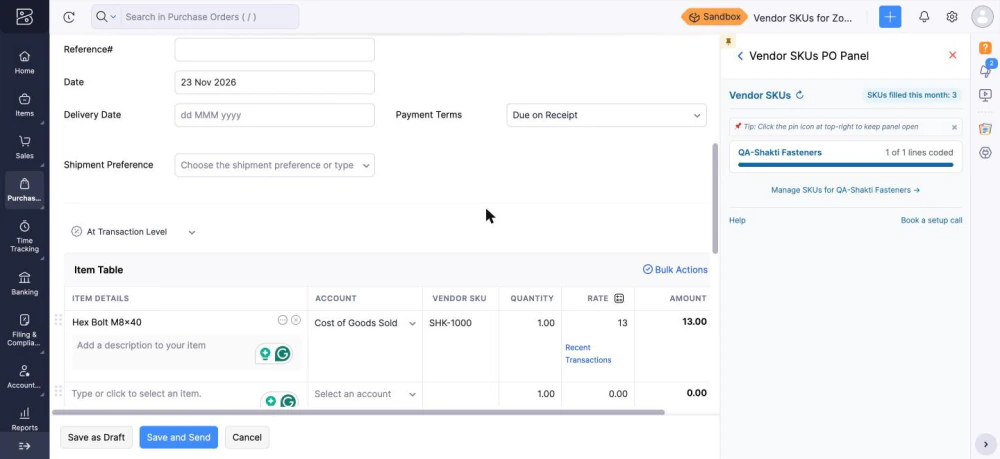 Search in Purchase Orders ( / )
Sandbox
Vendor SKUs for Zo...
Home
Items
Sales
Purchas...
Time
Tracking
Banking
Filing &
Complia...
Account...
Reports
Reference#
Date
23 Nov 2026
Delivery Date
dd MMM yyyy
Payment Terms
Due on Receipt
Shipment Preference
Choose the shipment preference or type
At Transaction Level
Item Table
Bulk Actions
ITEM DETAILS ACCOUNT VENDOR SKU QUANTITY RATE AMOUNT
Hex Bolt M8×40 Cost of Goods Sold SHK-1000 1.00 13 13.00
Add a description to your item
Recent
Transactions
Type or click to select an item. Select an account 1.00 0.00 0.00
Save as Draft
Save and Send
Cancel
Vendor SKUs PO Panel
Vendor SKUs
SKUs filled this month: 3
Tip: Click the pin icon at top-right to keep panel open
QA-Shakti Fasteners 1 of 1 lines coded
Manage SKUs for QA-Shakti Fasteners →
Help
Book a setup call
?
2